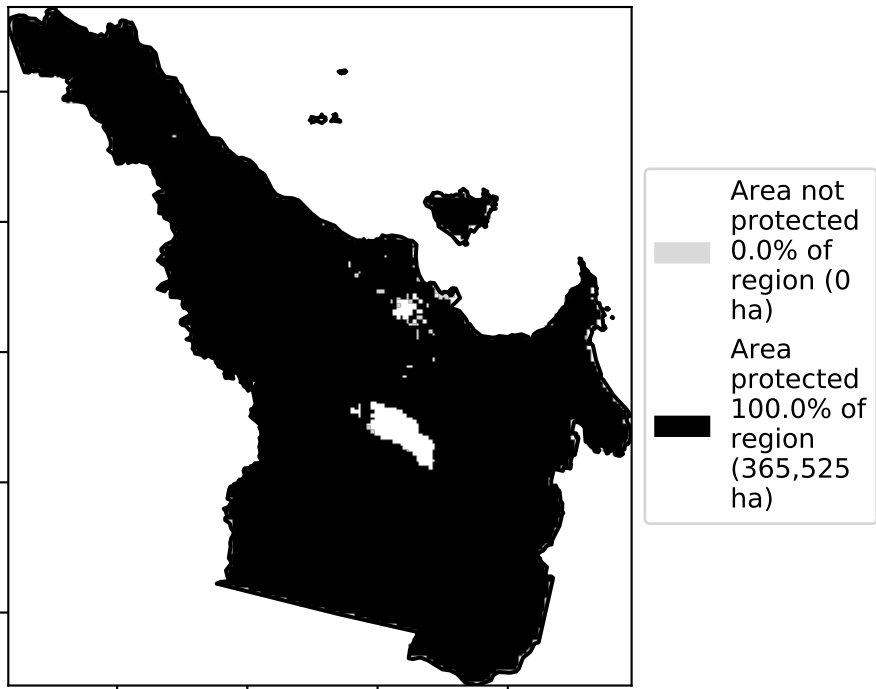 Area not
protected
0.0% of
region (0
ha)
Area
protected
100.0% of
region
(365,525
ha)